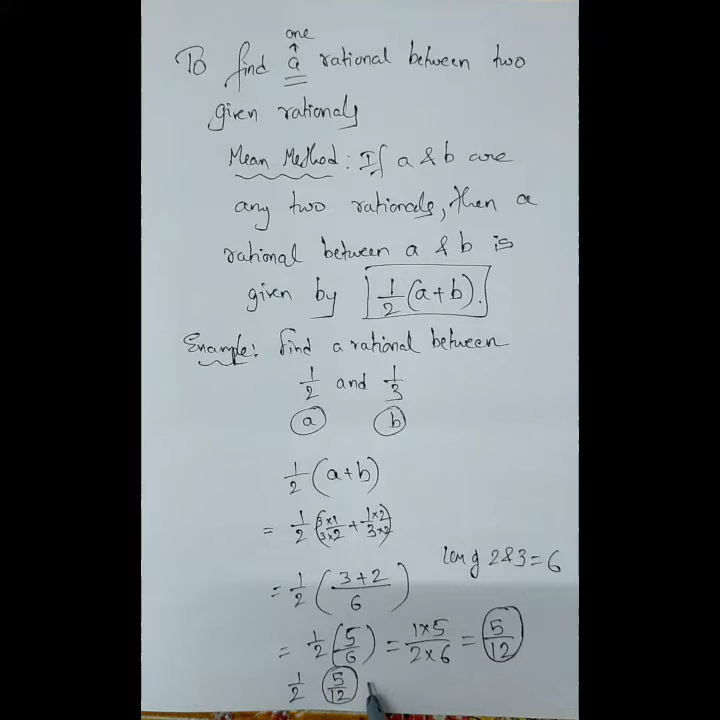 one
↑
To find a rational between two
given rationals
Mean Method: If a & b are
any two rationals, then a
rational between a & b is
given by 1/2 (a+b).
Example: Find a rational between
1/2 and 1/3
a b
1/2 (a+b)
= 1/2 (3×1/3×2 + 1×2/3×2)
lcm of 2&3 = 6
= 1/2 (3+2/6)
= 1/2 (5/6) = 1×5/2×6 = 5/12
1/2 5/12